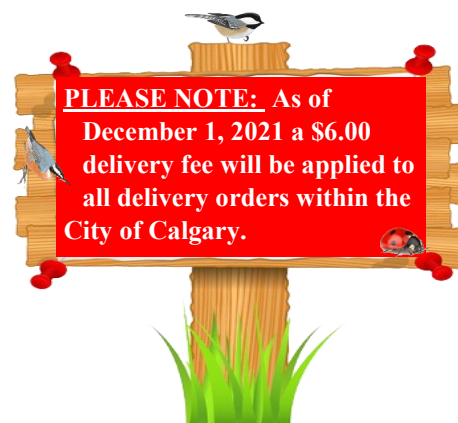 PLEASE NOTE: As of
December 1, 2021 a $6.00
delivery fee will be applied to
all delivery orders within the
City of Calgary.